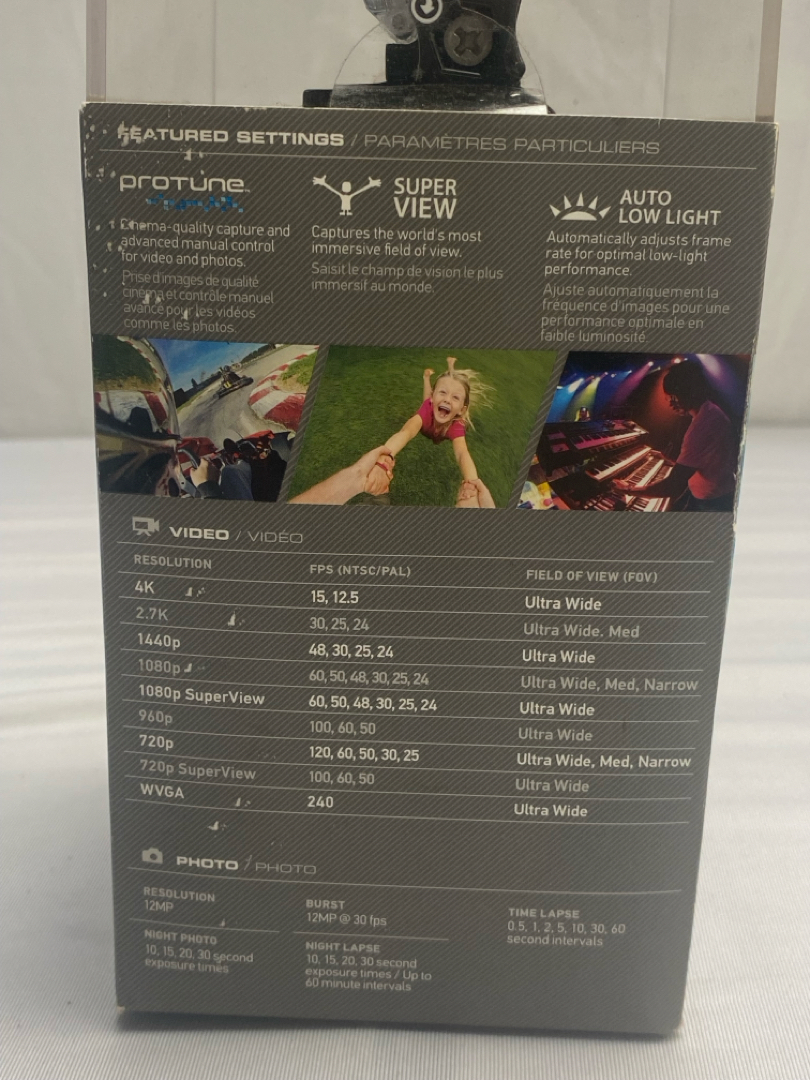 FEATURED SETTINGS / PARAMÈTRES PARTICULIERS
PROTUNE™
Cinema-quality capture and
advanced manual control
for video and photos.
Prise d'images de qualité
cinéma et contrôle manuel
avancé pour les vidéos
comme les photos.
SUPER
VIEW
Captures the world's most
immersive field of view.
Saisit le champ de vision le plus
immersif au monde.
AUTO
LOW LIGHT
Automatically adjusts frame
rate for optimal low-light
performance.
Ajuste automatiquement la
fréquence d'images pour une
performance optimale en
faible luminosité.
VIDEO / VIDÉO
RESOLUTION FPS (NTSC/PAL) FIELD OF VIEW (FOV)
4K 15, 12.5 Ultra Wide
2.7K 30, 25, 24 Ultra Wide. Med
1440p 48, 30, 25, 24 Ultra Wide
1080p 60, 50, 48, 30, 25, 24 Ultra Wide, Med, Narrow
1080p SuperView 60, 50, 48, 30, 25, 24 Ultra Wide
960p 100, 60, 50 Ultra Wide
720p 120, 60, 50, 30, 25 Ultra Wide, Med, Narrow
720p SuperView 100, 60, 50 Ultra Wide
WVGA 240 Ultra Wide
PHOTO / PHOTO
RESOLUTION
12MP
NIGHT PHOTO
10, 15, 20, 30 second
exposure times
BURST
12MP @ 30 fps
NIGHT LAPSE
10, 15, 20, 30 second
exposure times / Up to
60 minute intervals
TIME LAPSE
0.5, 1, 2, 5, 10, 30, 60
second intervals